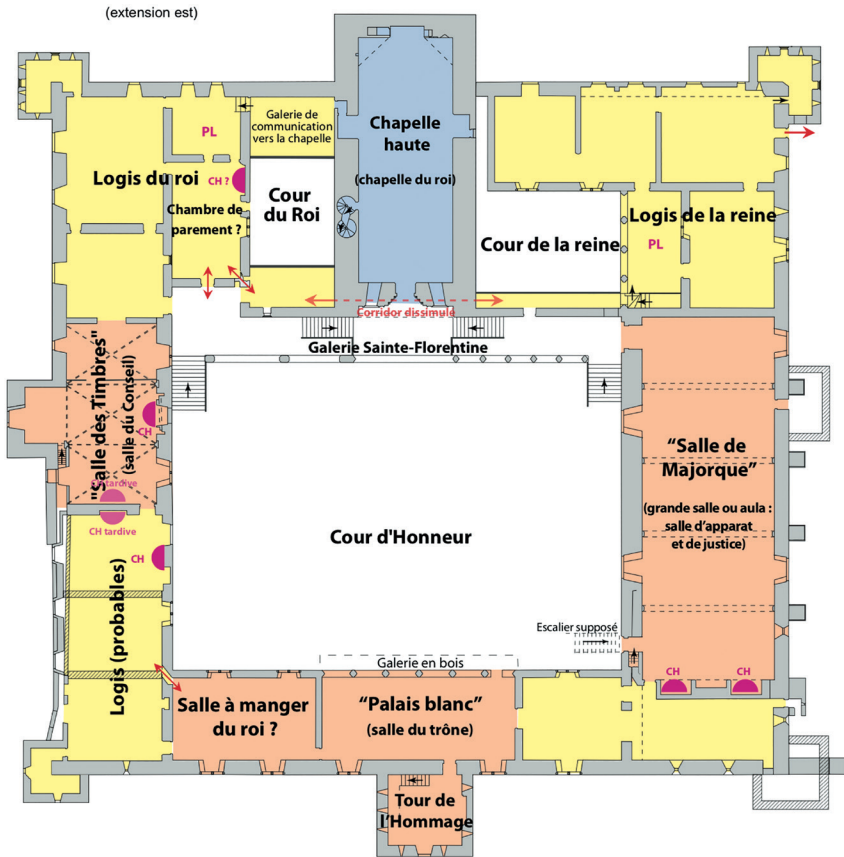 (extension est)
Galerie de
communication
vers la chapelle
PL
Chapelle
haute
(chapelle du roi)
Logis du roi
CH ?
Chambre de
parement ?
Cour
du Roi
Cour de la reine
Logis de la reine
PL
Corridor dissimulé
Galerie Sainte-Florentine
"Salle des Timbres"
(salle du Conseil)
CH
CH tardive
CH tardive
CH
Logis (probables)
Cour d'Honneur
“Salle de
Majorque”
(grande salle ou aula :
salle d’apparat
et de justice)
Escalier supposé
Galerie en bois
CH
CH
Salle à manger
du roi ?
“Palais blanc”
(salle du trône)
Tour de
l’Hommage